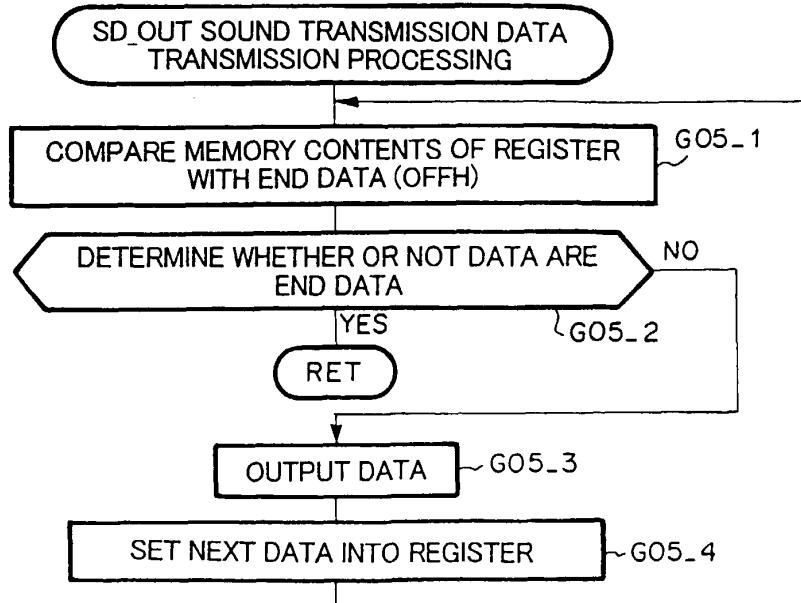 SD_OUT SOUND TRANSMISSION DATA
TRANSMISSION PROCESSING
COMPARE MEMORY CONTENTS OF REGISTER
WITH END DATA (OFFH)
G05_1
DETERMINE WHETHER OR NOT DATA ARE
END DATA
NO
YES
G05_2
RET
OUTPUT DATA
G05_3
SET NEXT DATA INTO REGISTER
G05_4